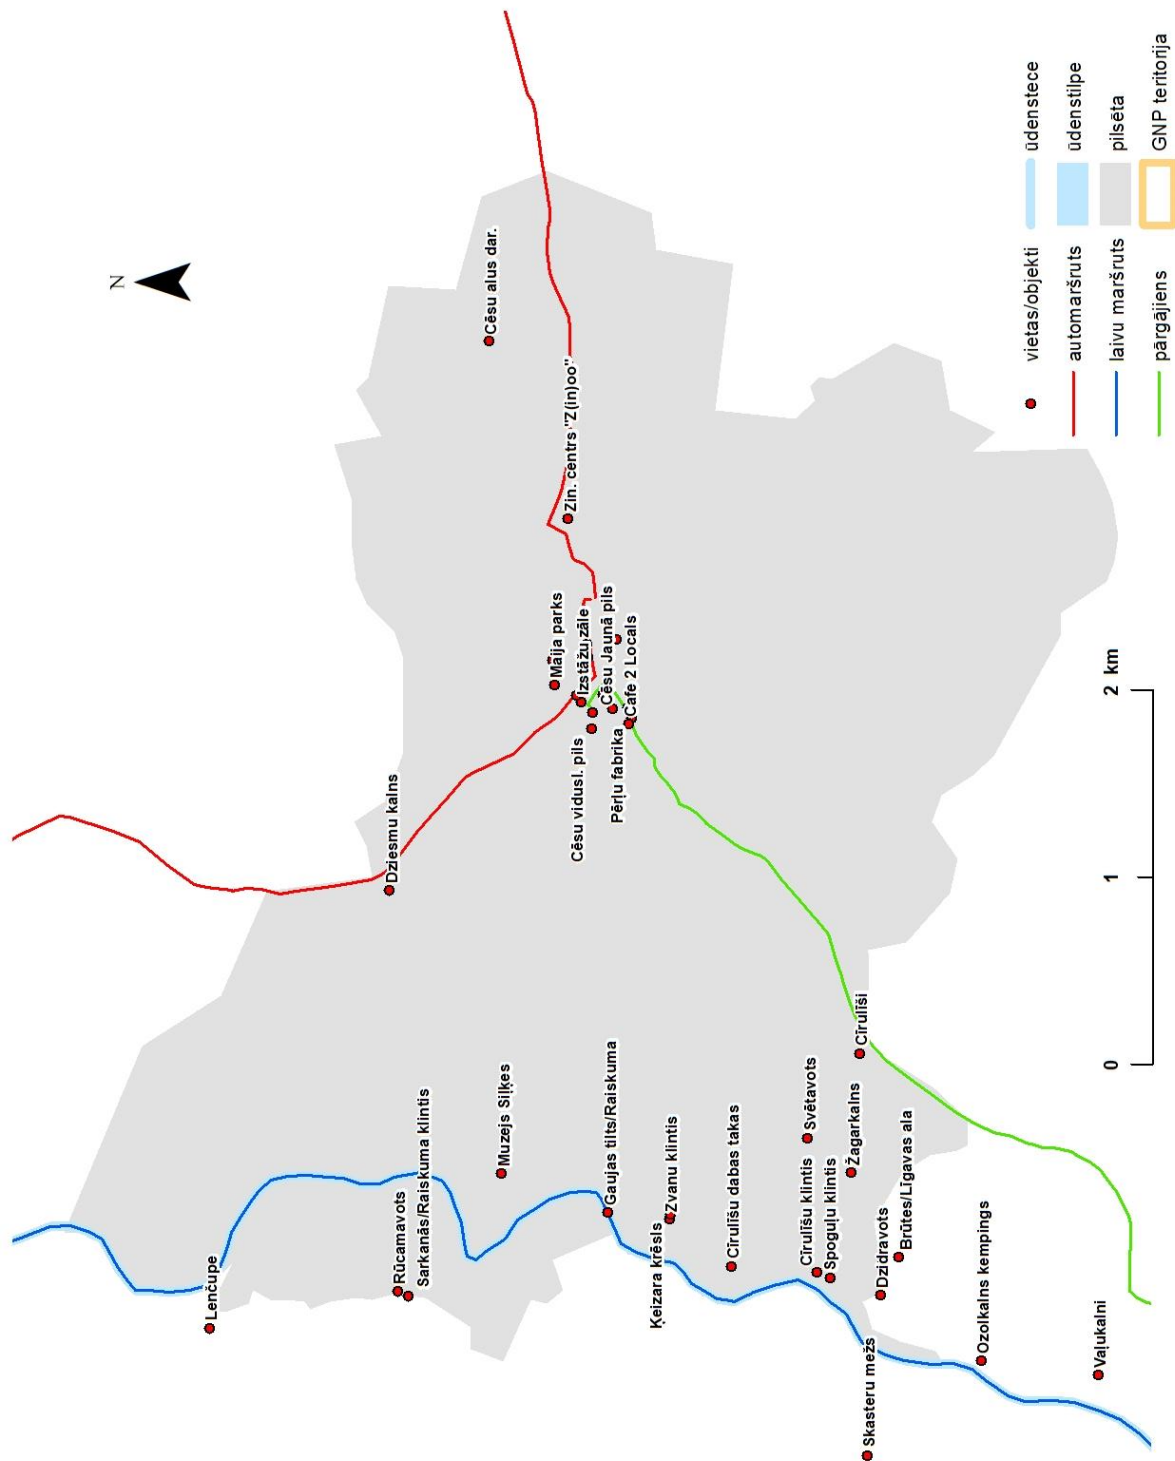 N
Cēsu alus dar.
Zin. centrs "Z(in)oo"
Maija parks
Izstāžu zāle
Cēsu Jaunā pils
Cafe 2 Locals
Cēsu vidusl. pils
Pērļu fabrika
Dziesmu kalns
Cīrulīši
Lenčupe
Rūcamavots
Sarkanās/Raiskuma klintis
Muzejs Siļķes
Gaujas tilts/Raiskuma
Ķeizara krēsls
Zvanu klintis
Cīrulīšu dabas takas
Svētavots
Cīrulīšu klintis
Spoguļu klintis
Žagarkalns
Dzidravots
Brūtes/Līgavas ala
Skasteru mežs
Ozolkalns kempings
Vaļukalni
0 1 2 km
vietas/objekti
automaršruts
laivu maršruts
pārgājiens
ūdenstece
ūdenstilpe
pilsēta
GNP teritorija